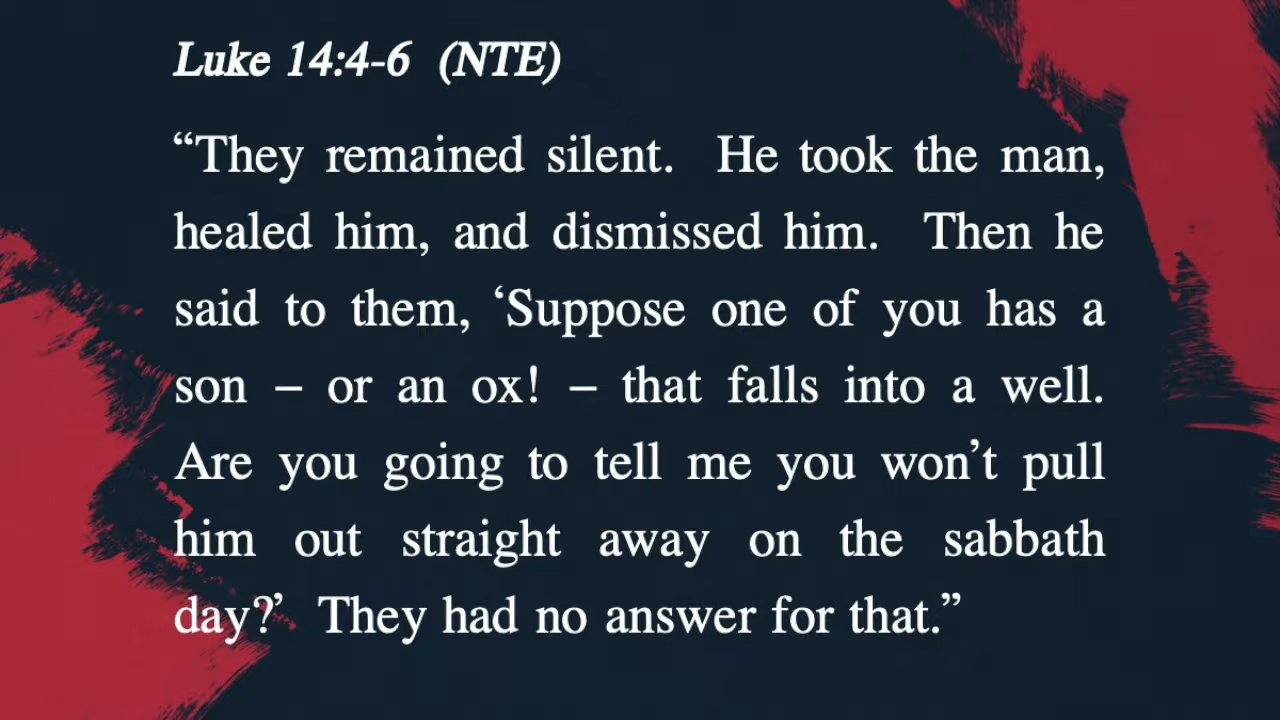 Luke 14:4-6 (NTE)
“They remained silent. He took the man,
healed him, and dismissed him. Then he
said to them, ‘Suppose one of you has a
son – or an ox! – that falls into a well.
Are you going to tell me you won’t pull
him out straight away on the sabbath
day?’ They had no answer for that.”